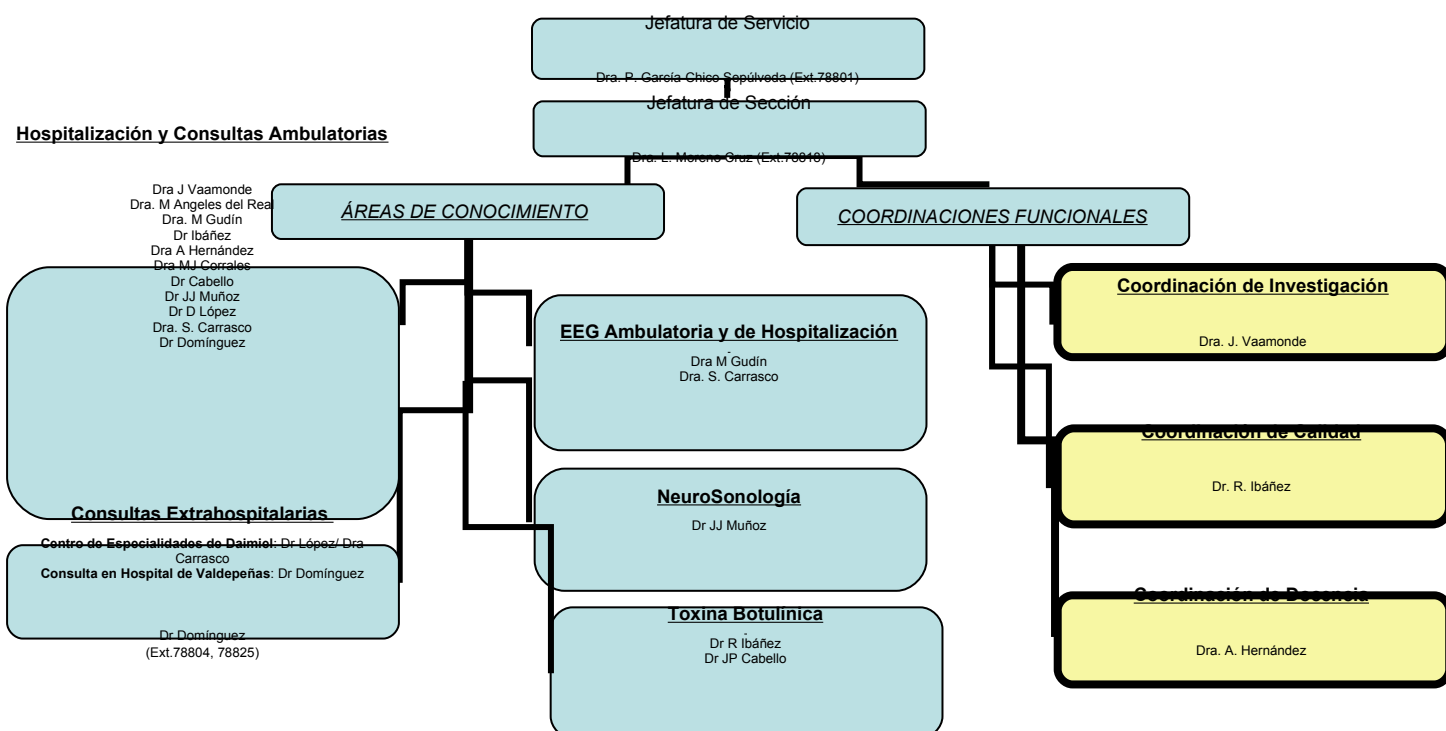 Jefatura de Servicio
Dra. P. García Chico Sepúlveda (Ext.78801)
Jefatura de Sección
Dra. L. Moreno Cruz (Ext.78818)
Hospitalización y Consultas Ambulatorias
Dra J Vaamonde
Dra. M Angeles del Real
Dra. M Gudín
Dr Ibáñez
Dra A Hernández
Dra MJ Corrales
Dr Cabello
Dr JJ Muñoz
Dr D López
Dra. S. Carrasco
Dr Domínguez
ÁREAS DE CONOCIMIENTO
COORDINACIONES FUNCIONALES
EEG Ambulatoria y de Hospitalización
-
Dra M Gudín
Dra. S. Carrasco
NeuroSonología
Dr JJ Muñoz
Toxina Botulínica
-
Dr R Ibáñez
Dr JP Cabello
Consultas Extrahospitalarias
Centro de Especialidades de Daimiel: Dr López/ Dra
Carrasco
Consulta en Hospital de Valdepeñas: Dr Domínguez
Dr Domínguez
(Ext.78804, 78825)
Coordinación de Investigación
Dra. J. Vaamonde
Coordinación de Calidad
Dr. R. Ibáñez
Coordinación de Docencia
Dra. A. Hernández